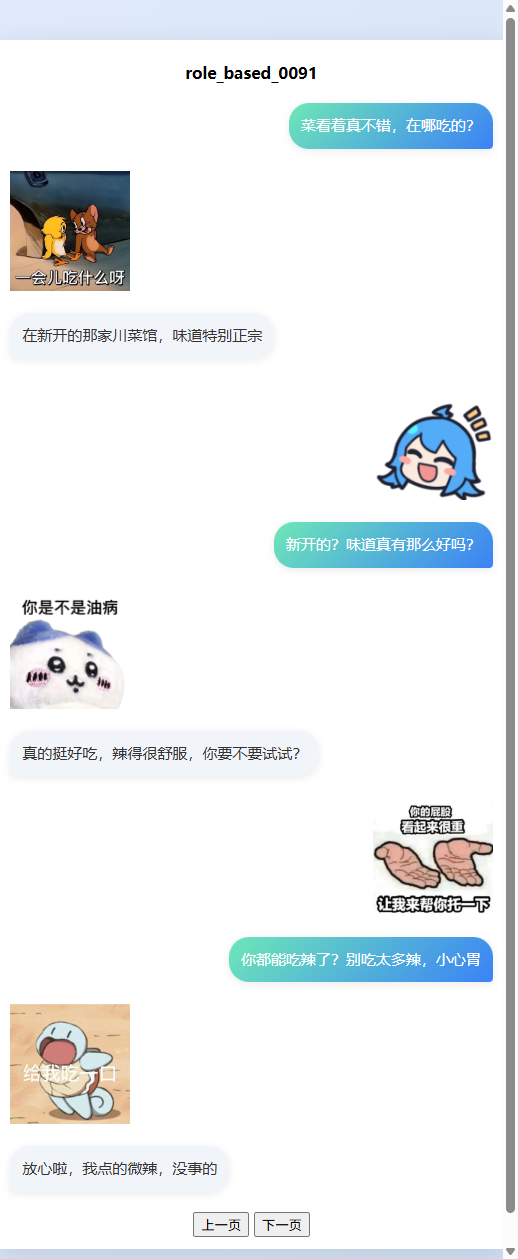 role_based_0091
菜看着真不错，在哪吃的？
一会儿吃什么呀
在新开的那家川菜馆，味道特别正宗
新开的？味道真有那么好吗？
你是不是油病
真的挺好吃，辣得很舒服，你要不要试试？
你的屁股
看起来很重
让我来帮你托一下
你都能吃辣了？别吃太多辣，小心胃
给我吃一口
放心啦，我点的微辣，没事的
上一页 下一页